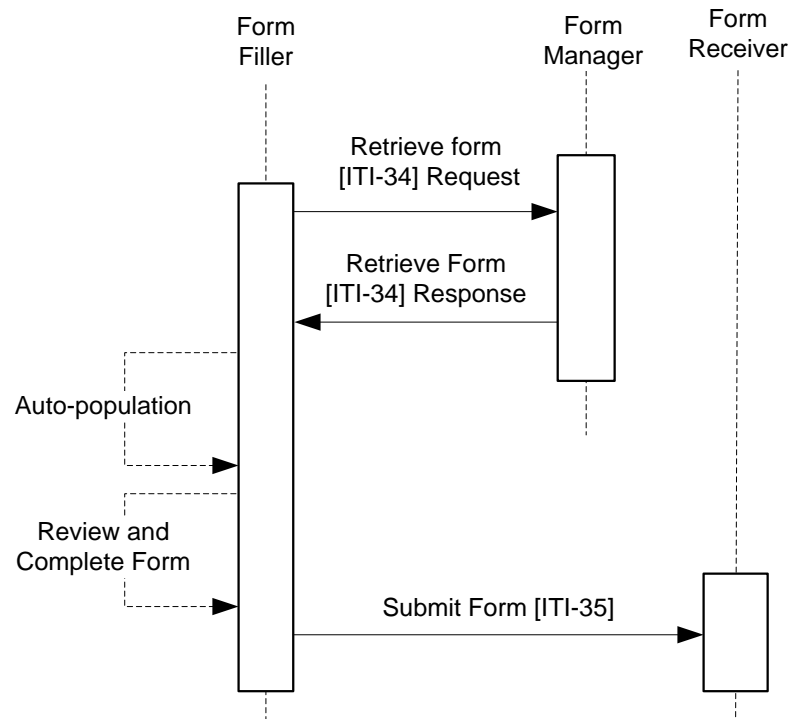 Form
Filler
Form
Manager
Form
Receiver
Retrieve form
[ITI-34] Request
Retrieve Form
[ITI-34] Response
Auto-population
Review and
Complete Form
Submit Form [ITI-35]